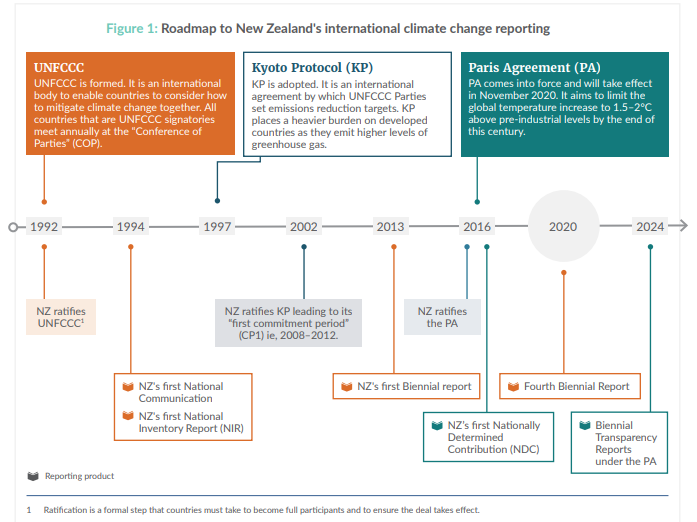 Figure 1: Roadmap to New Zealand's international climate change reporting
UNFCCC
UNFCCC is formed. It is an international
body to enable countries to consider how
to mitigate climate change together. All
countries that are UNFCCC signatories
meet annually at the “Conference of
Parties” (COP).
Kyoto Protocol (KP)
KP is adopted. It is an international
agreement by which UNFCCC Parties
set emissions reduction targets. KP
places a heavier burden on developed
countries as they emit higher levels of
greenhouse gas.
Paris Agreement (PA)
PA comes into force and will take effect
in November 2020. It aims to limit the
global temperature increase to 1.5–2°C
above pre-industrial levels by the end of
this century.
1992
1994
1997
2002
2013
2016
2020
2024
NZ ratifies
UNFCCC¹
NZ ratifies KP leading to its
“first commitment period”
(CP1) ie, 2008–2012.
NZ ratifies
the PA
NZ's first National
Communication
NZ's first National
Inventory Report (NIR)
NZ's first Biennial report
Fourth Biennial Report
NZ's first Nationally
Determined
Contribution (NDC)
Biennial
Transparency
Reports
under the PA
Reporting product
1 Ratification is a formal step that countries must take to become full participants and to ensure the deal takes effect.